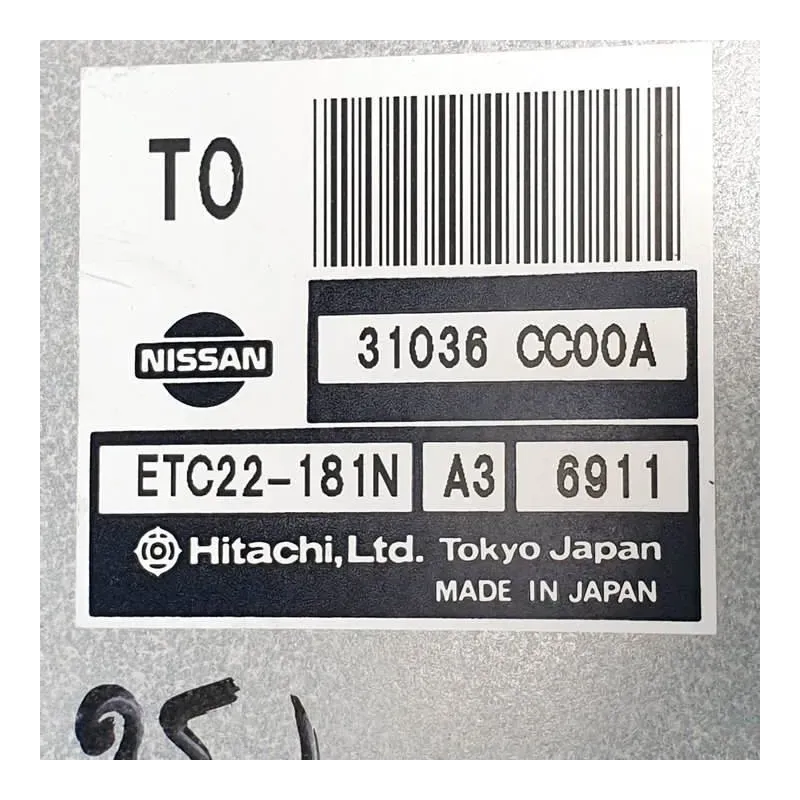 TO
NISSAN
31036 CC00A
ETC22-181N A3 6911
Hitachi, Ltd. Tokyo Japan
MADE IN JAPAN